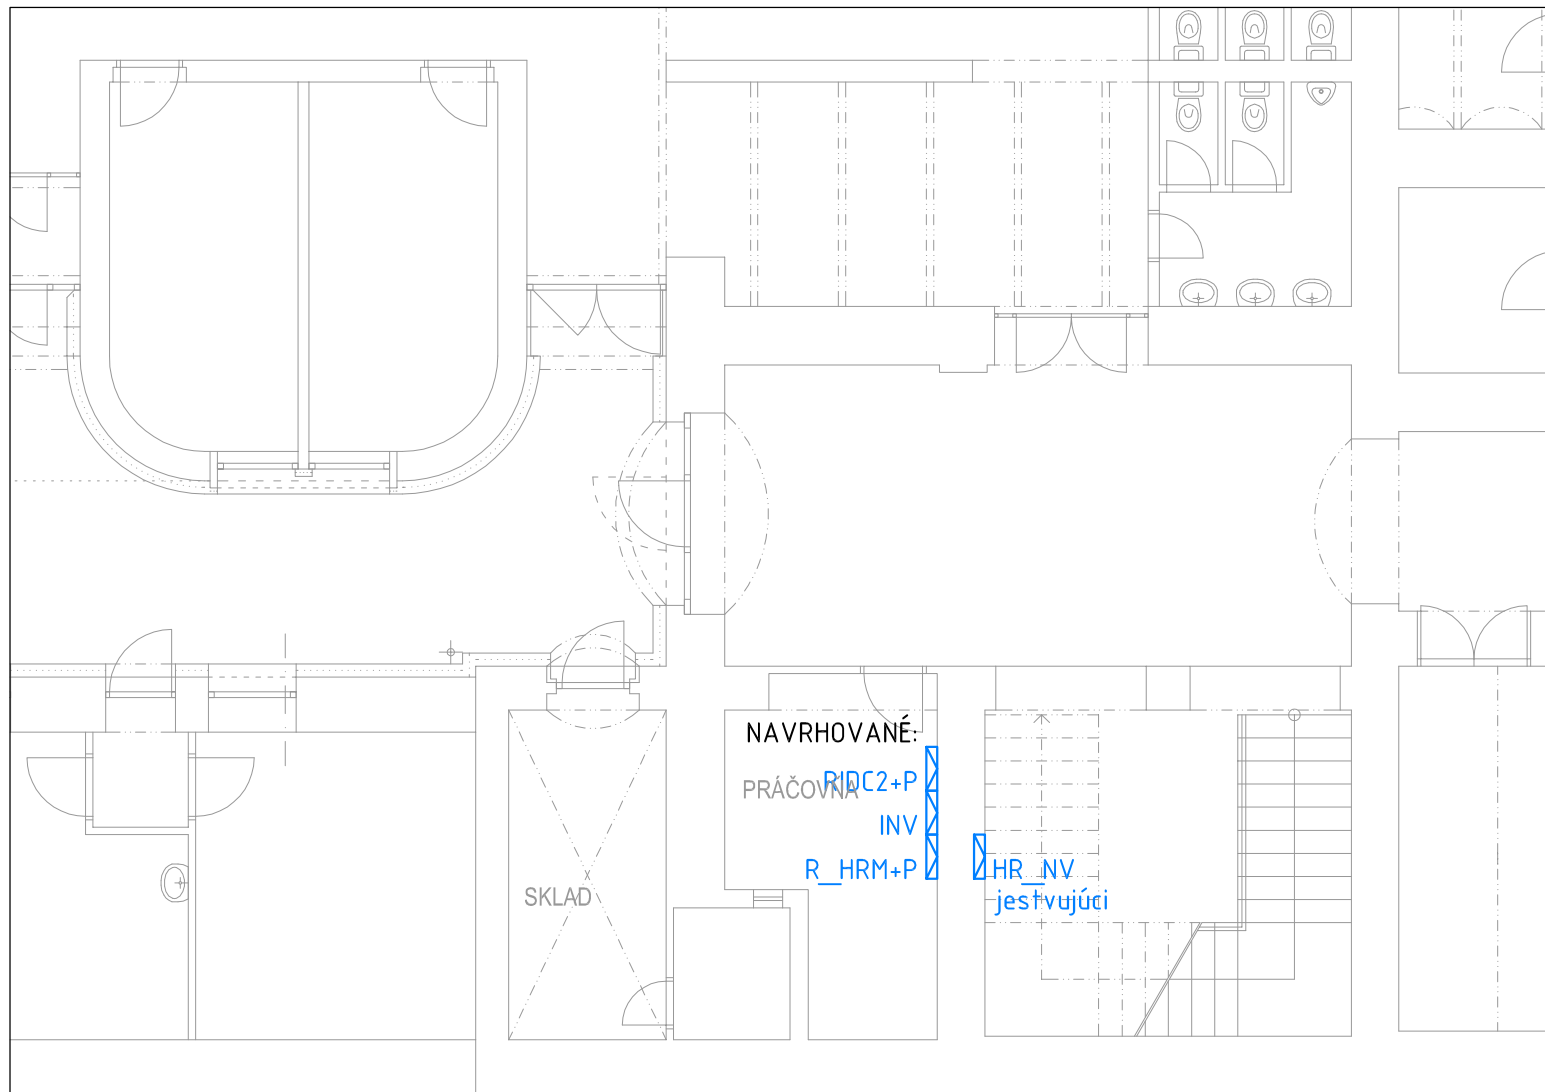 NAVRHOVANÉ:
RIDC2+P
PRÁČOVŇA
INV
R_HRM+P
HR_NV
jestvujúci
SKLAD